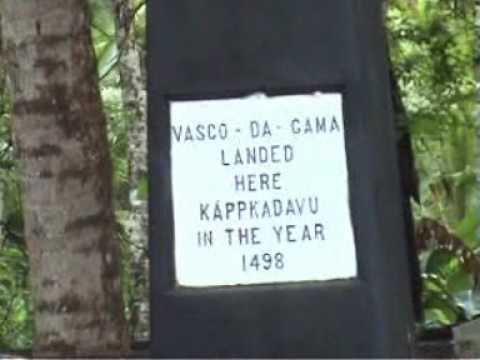 VASCO - DA - GAMA
LANDED
HERE
KÁPPKADAVU
IN THE YEAR
1498